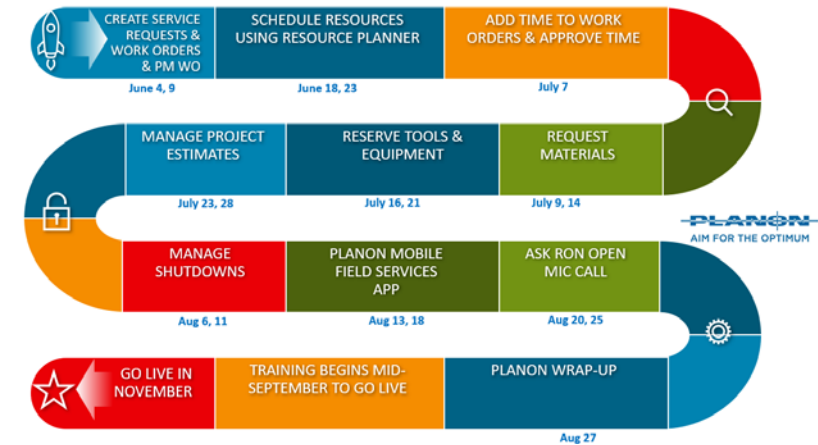 CREATE SERVICE
REQUESTS &
WORK ORDERS
& PM WO
June 4, 9
SCHEDULE RESOURCES
USING RESOURCE PLANNER
June 18, 23
ADD TIME TO WORK
ORDERS & APPROVE TIME
July 7
REQUEST
MATERIALS
July 9, 14
RESERVE TOOLS &
EQUIPMENT
July 16, 21
MANAGE PROJECT
ESTIMATES
July 23, 28
MANAGE
SHUTDOWNS
Aug 6, 11
PLANON MOBILE
FIELD SERVICES
APP
Aug 13, 18
ASK RON OPEN
MIC CALL
Aug 20, 25
PLANON
AIM FOR THE OPTIMUM
PLANON WRAP-UP
Aug 27
TRAINING BEGINS MID-
SEPTEMBER TO GO LIVE
GO LIVE IN
NOVEMBER